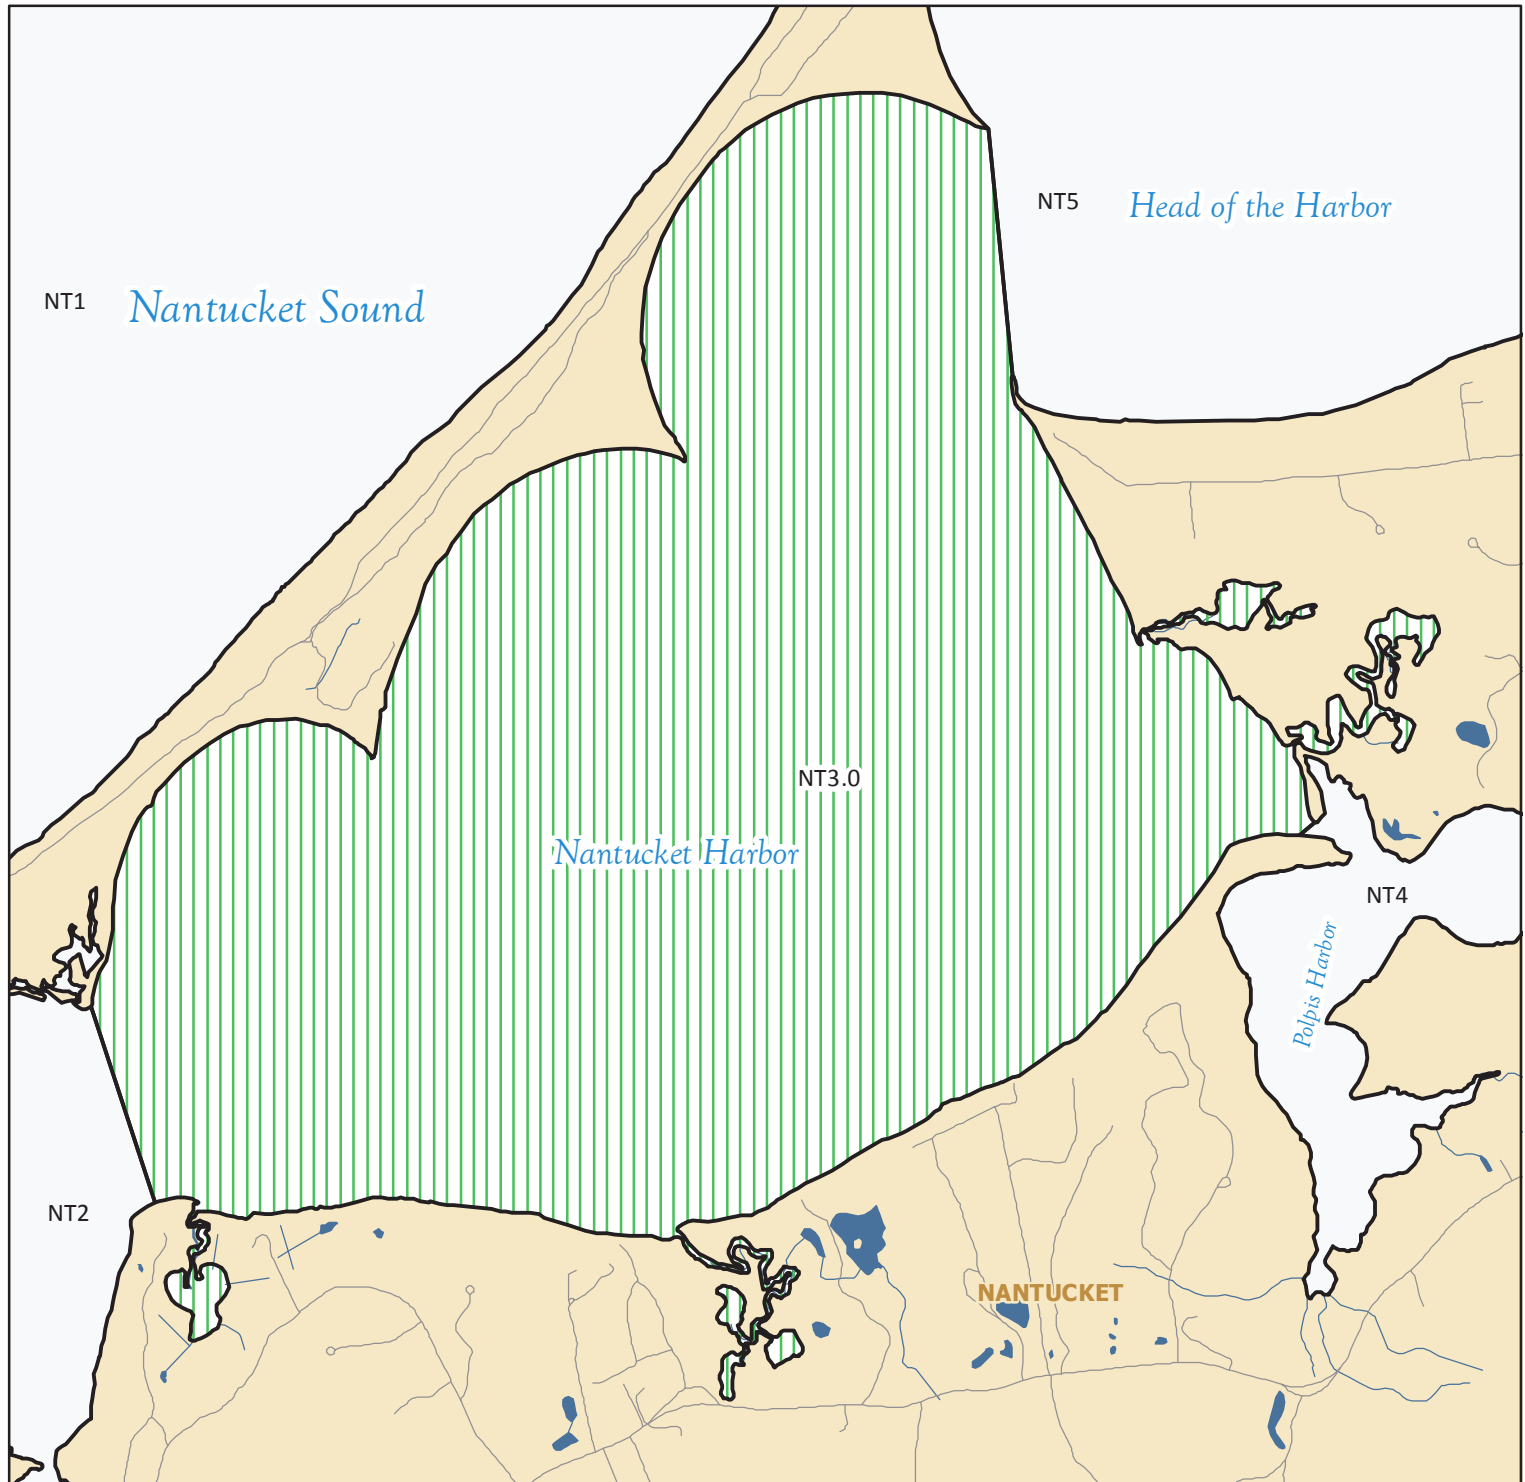 NT5
Head of the Harbor
NT1
Nantucket Sound
NT3.0
Nantucket Harbor
NT4
Polpis Harbor
NT2
NANTUCKET